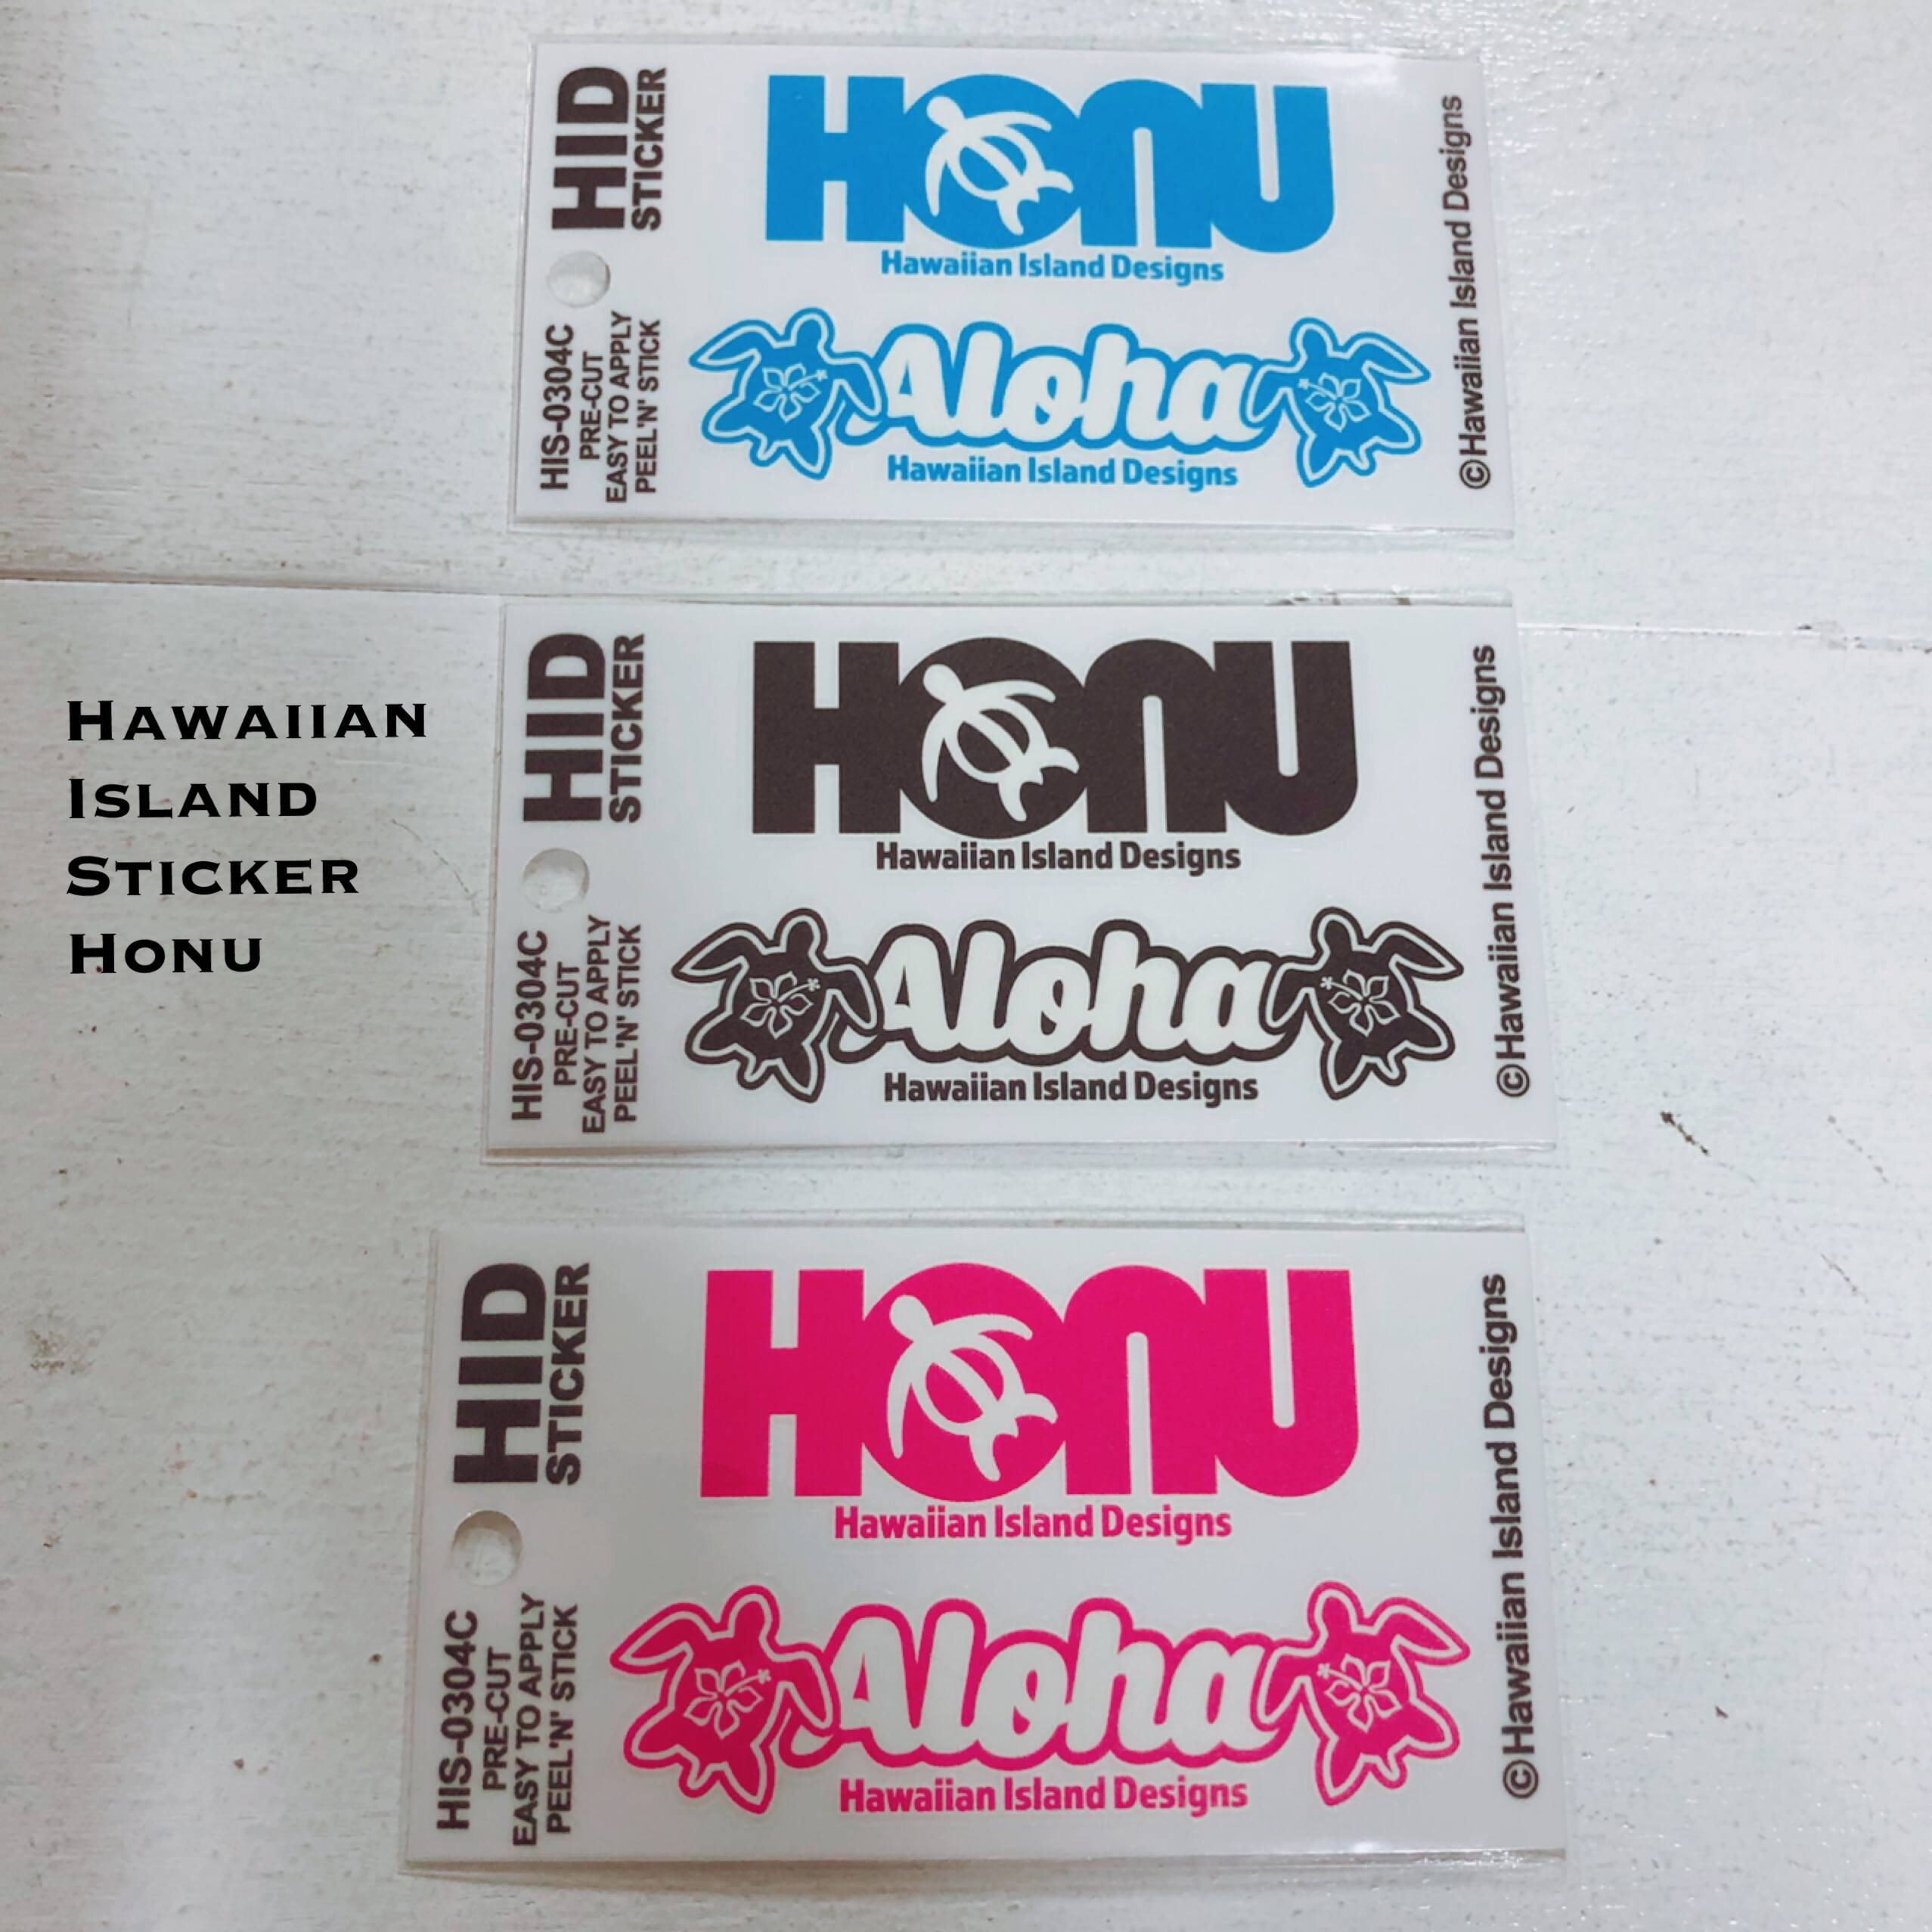 HID
STICKER
HIS-0304C
PRE-CUT
EASY TO APPLY
PEEL'N' STICK
HONU
Hawaiian Island Designs
Aloha
Hawaiian Island Designs
©Hawaiian Island Designs
HAWAIIAN
ISLAND
STICKER
HONU
HID
STICKER
HIS-0304C
PRE-CUT
EASY TO APPLY
PEEL'N' STICK
HONU
Hawaiian Island Designs
Aloha
Hawaiian Island Designs
©Hawaiian Island Designs
HID
STICKER
HIS-0304C
PRE-CUT
EASY TO APPLY
PEEL'N' STICK
HONU
Hawaiian Island Designs
Aloha
Hawaiian Island Designs
©Hawaiian Island Designs